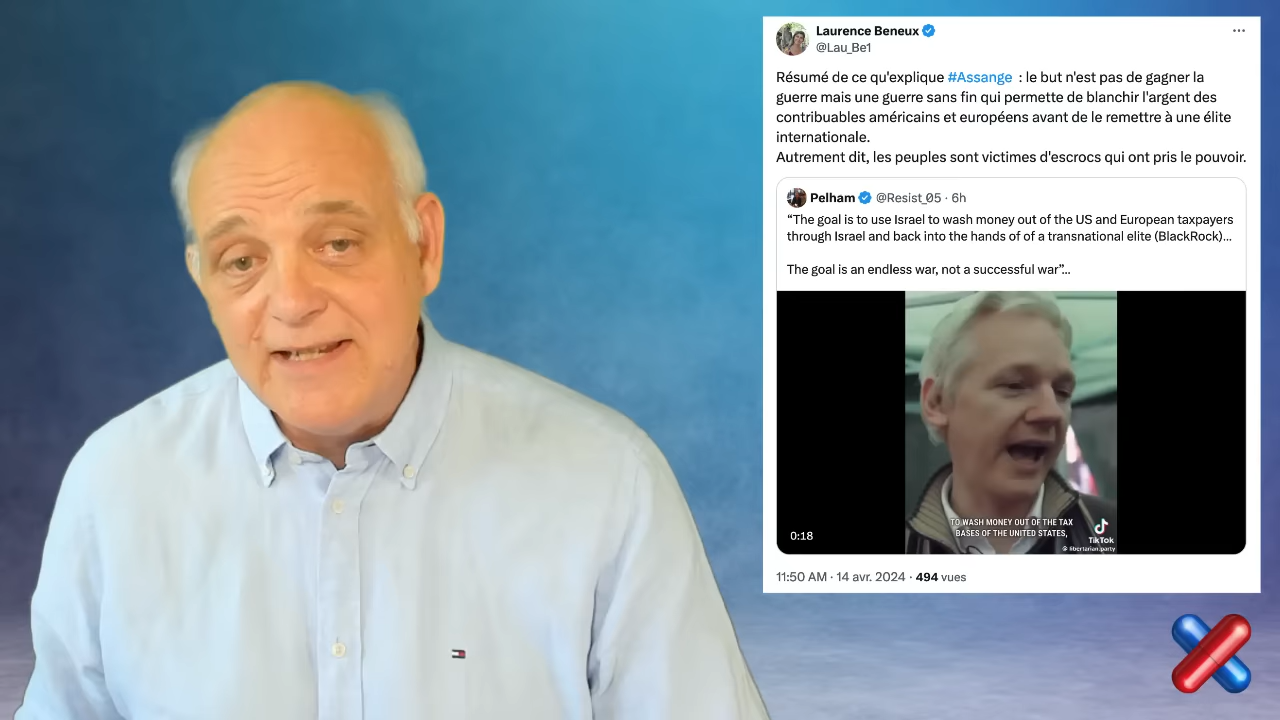 Laurence Beneux
@Lau_Be1
Résumé de ce qu'explique #Assange : le but n'est pas de gagner la
guerre mais une guerre sans fin qui permette de blanchir l'argent des
contribuables américains et européens avant de le remettre à une élite
internationale.
Autrement dit, les peuples sont victimes d'escrocs qui ont pris le pouvoir.
Pelham @Resist_05 · 6h
“The goal is to use Israel to wash money out of the US and European taxpayers
through Israel and back into the hands of of a transnational elite (BlackRock)...
The goal is an endless war, not a successful war”...
TO WASH MONEY OUT OF THE TAX
BASES OF THE UNITED STATES,
0:18
TikTok
@ libertarian.party
11:50 AM · 14 avr. 2024 · 494 vues